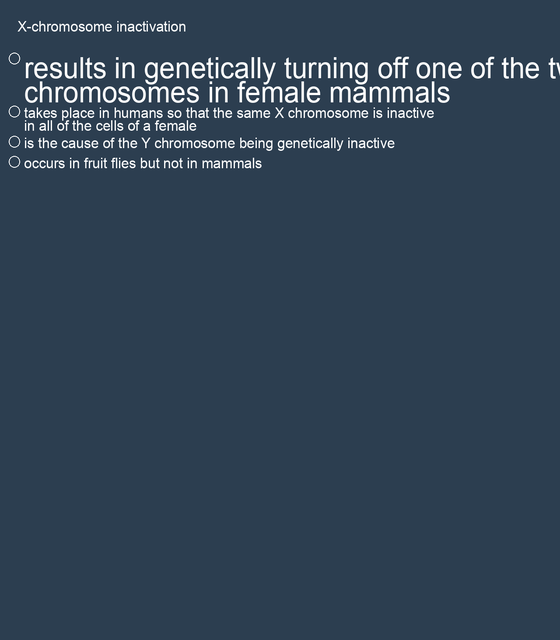 X-chromosome inactivation
results in genetically turning off one of the
chromosomes in female mammals
takes place in humans so that the same X chromosome is inactive
in all of the cells of a female
is the cause of the Y chromosome being genetically inactive
occurs in fruit flies but not in mammals